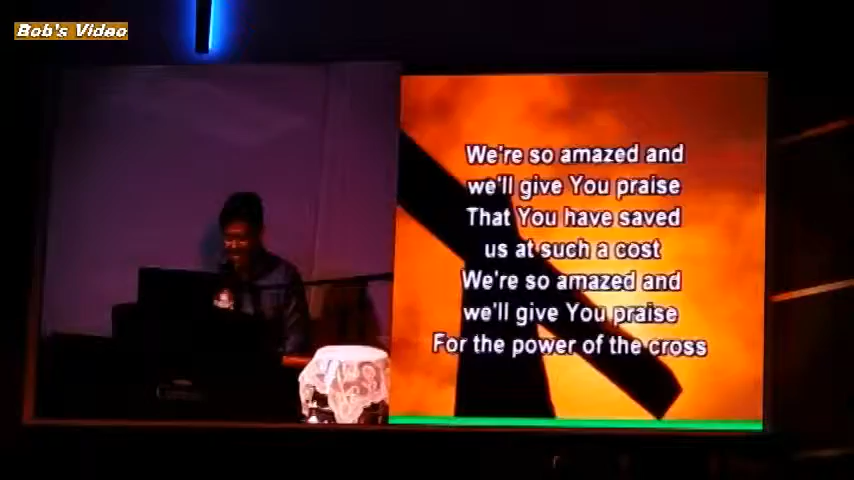 Bob's Video
We're so amazed and
we'll give You praise
That You have saved
us at such a cost
We're so amazed and
we'll give You praise
For the power of the cross